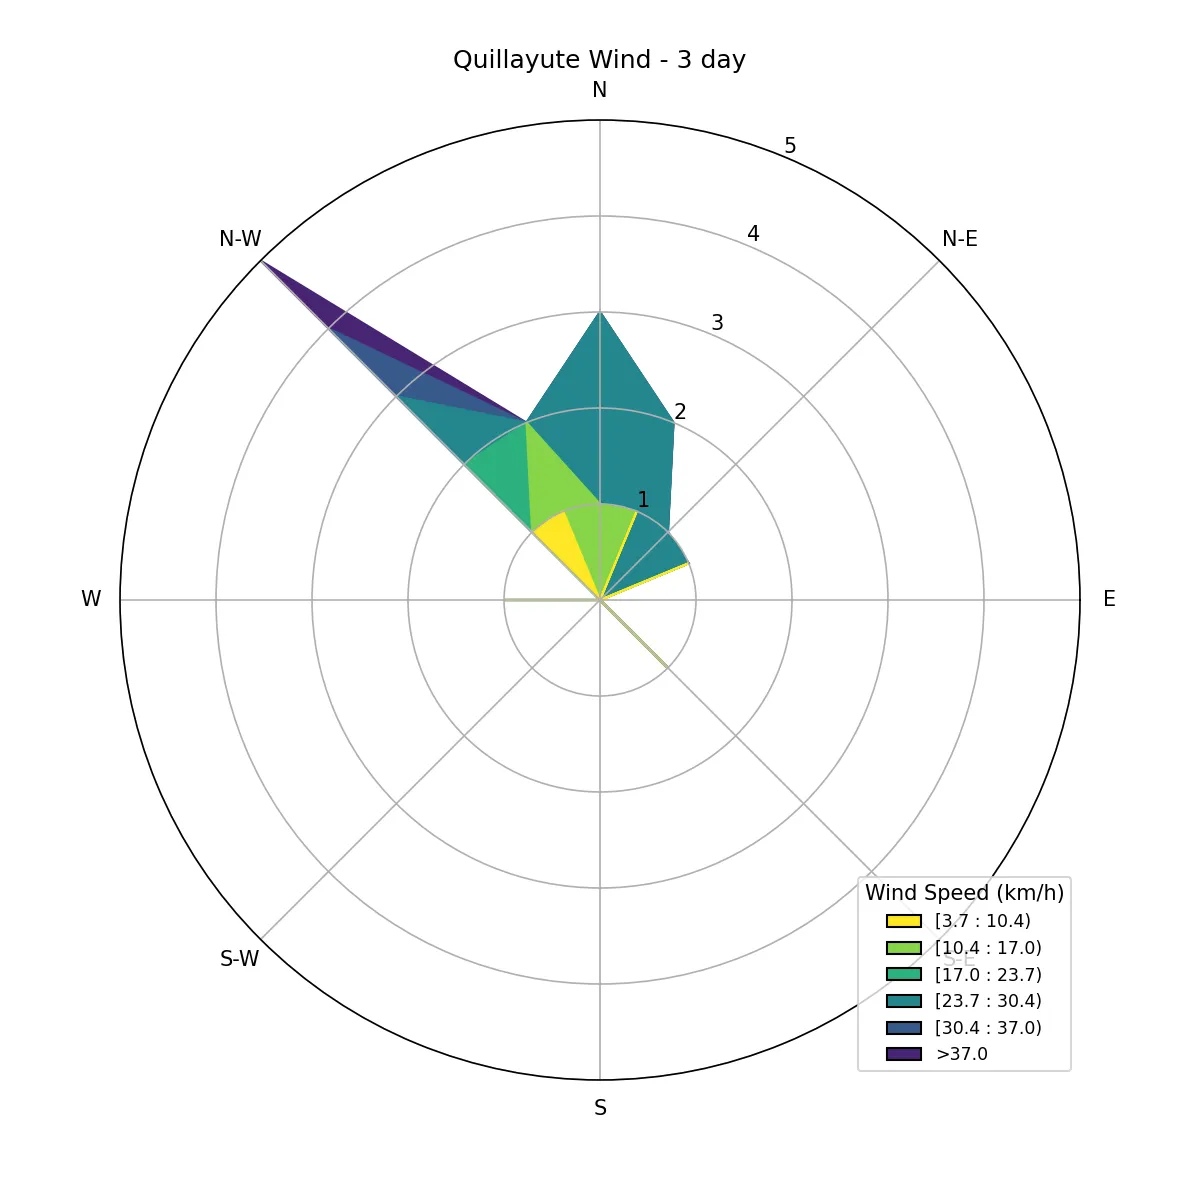 Quillayute Wind - 3 day
N
5
N-W
N-E
4
3
2
1
W
E
Wind Speed (km/h)
[3.7 : 10.4)
[10.4 : 17.0)
S-W
S-E
[17.0 : 23.7)
[23.7 : 30.4)
[30.4 : 37.0)
>37.0
S